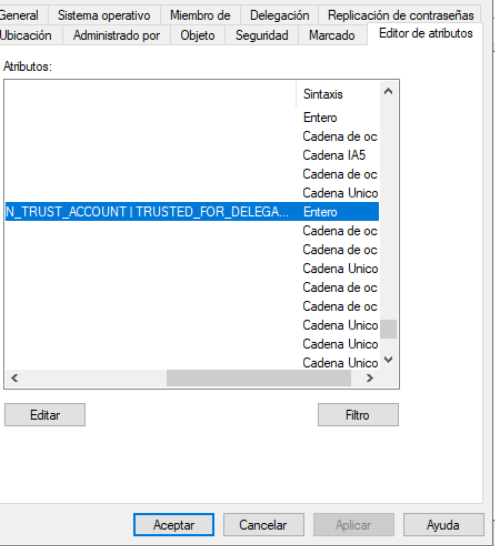 General Sistema operativo Miembro de Delegación Replicación de contraseñas
Ubicación Administrado por Objeto Seguridad Marcado Editor de atributos
Atributos:
Sintaxis
Entero
Cadena de oc
Cadena IA5
Cadena de oc
Cadena Unico
N_TRUST_ACCOUNT | TRUSTED_FOR_DELEGA... Entero
Cadena de oc
Cadena de oc
Cadena Unico
Cadena de oc
Cadena de oc
Cadena Unico
Cadena Unico
Cadena Unico
Editar Filtro
Aceptar Cancelar Aplicar Ayuda